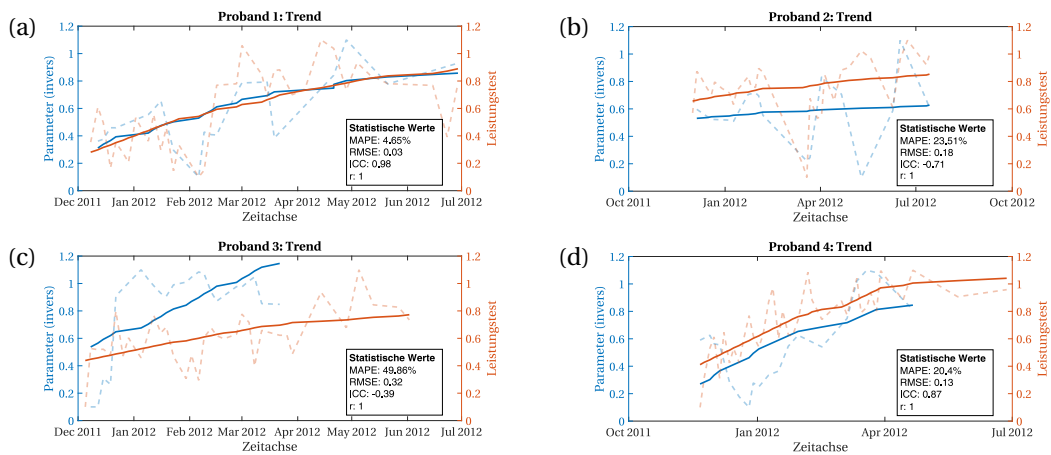 (a)
Proband 1: Trend
Parameter (invers)
Leistungstest
1.2
1
0.8
0.6
0.4
0.2
0
1.2
1
0.8
0.6
0.4
0.2
0
Statistische Werte
MAPE: 4.65%
RMSE: 0.03
ICC: 0.98
r: 1
Dec 2011 Jan 2012 Feb 2012 Mar 2012 Apr 2012 May 2012 Jun 2012 Jul 2012
Zeitachse
(b)
Proband 2: Trend
Parameter (invers)
Leistungstest
1.2
1
0.8
0.6
0.4
0.2
0
1.2
1
0.8
0.6
0.4
0.2
0
Statistische Werte
MAPE: 23.51%
RMSE: 0.18
ICC: -0.71
r: 1
Oct 2011 Jan 2012 Apr 2012 Jul 2012 Oct 2012
Zeitachse
(c)
Proband 3: Trend
Parameter (invers)
Leistungstest
1.2
1
0.8
0.6
0.4
0.2
0
1.2
1
0.8
0.6
0.4
0.2
0
Statistische Werte
MAPE: 49.86%
RMSE: 0.32
ICC: -0.39
r: 1
Dec 2011 Jan 2012 Feb 2012 Mar 2012 Apr 2012 May 2012 Jun 2012
Zeitachse
(d)
Proband 4: Trend
Parameter (invers)
Leistungstest
1.2
1
0.8
0.6
0.4
0.2
0
1.2
1
0.8
0.6
0.4
0.2
0
Statistische Werte
MAPE: 20.4%
RMSE: 0.13
ICC: 0.87
r: 1
Oct 2011 Jan 2012 Apr 2012 Jul 2012
Zeitachse